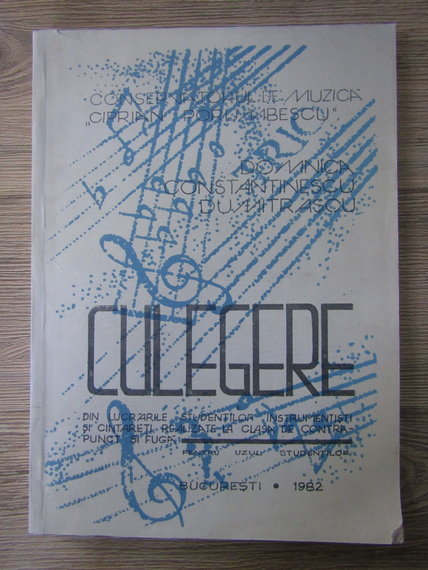 CONSERVATORUL DE MUZICĂ
„CIPRIAN PORUMBESCU"
DOMNICA
CONSTANTINESCU
DUMITRAȘCU
CULEGERE
DIN LUCRĂRILE STUDENȚILOR INSTRUMENTIȘTI
ȘI CÎNTĂREȚI, REALIZATE LA CLASA DE CONTRA-
PUNCT ȘI FUGĂ
PENTRU UZUL STUDENȚILOR
BUCUREȘTI • 1982